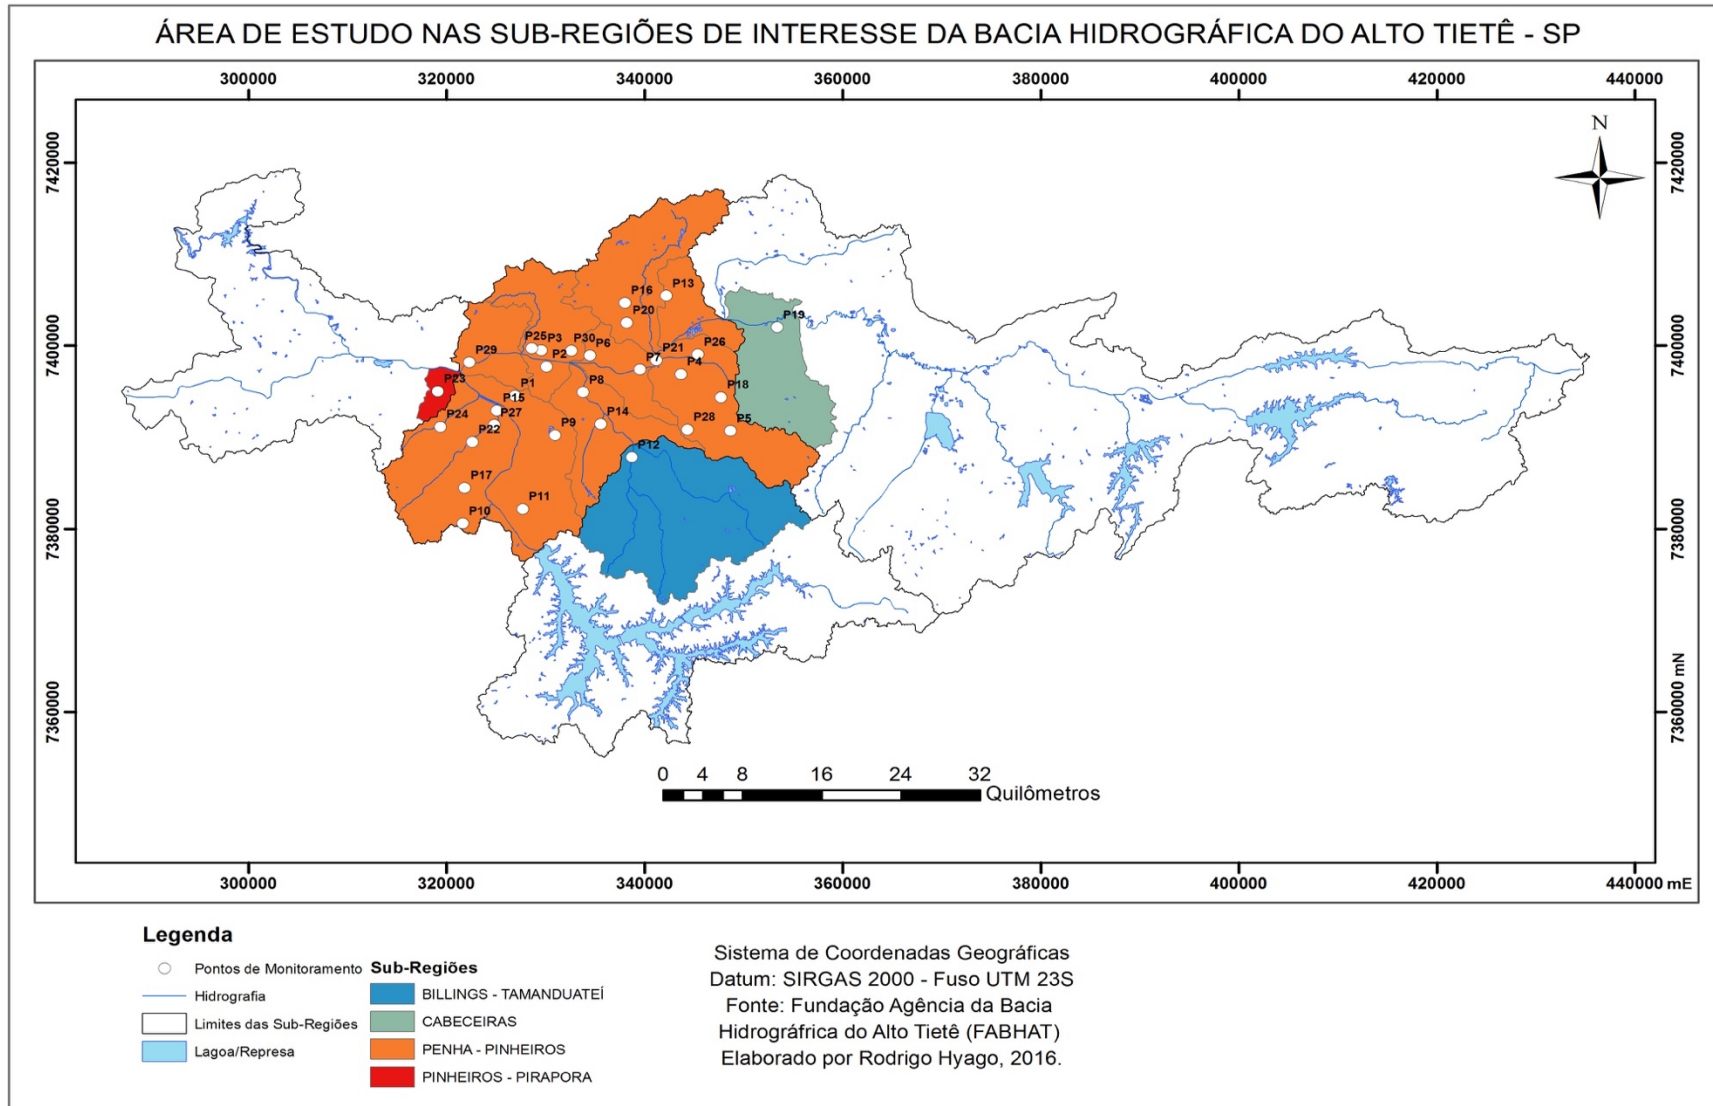 ÁREA DE ESTUDO NAS SUB-REGIÕES DE INTERESSE DA BACIA HIDROGRÁFICA DO ALTO TIETÊ - SP
300000 320000 340000 360000 380000 400000 420000 440000
N
7420000 7420000
7400000 7400000
7380000 7380000
7360000 7360000 mN
P16 P13
P20
P19
P25 P3 P30 P6
P2 P7 P21 P26
P29 P4
P23 P1 P8 P18
P15
P24 P27 P14 P28 P5
P22 P9
P12
P17
P11
P10
0 4 8 16 24 32
Quilômetros
300000 320000 340000 360000 380000 400000 420000 440000 mE
Legenda
Pontos de Monitoramento
Hidrografia
Limites das Sub-Regiões
Lagoa/Represa
Sub-Regiões
BILLINGS - TAMANDUATEÍ
CABECEIRAS
PENHA - PINHEIROS
PINHEIROS - PIRAPORA
Sistema de Coordenadas Geográficas
Datum: SIRGAS 2000 - Fuso UTM 23S
Fonte: Fundação Agência da Bacia
Hidrográfrica do Alto Tietê (FABHAT)
Elaborado por Rodrigo Hyago, 2016.